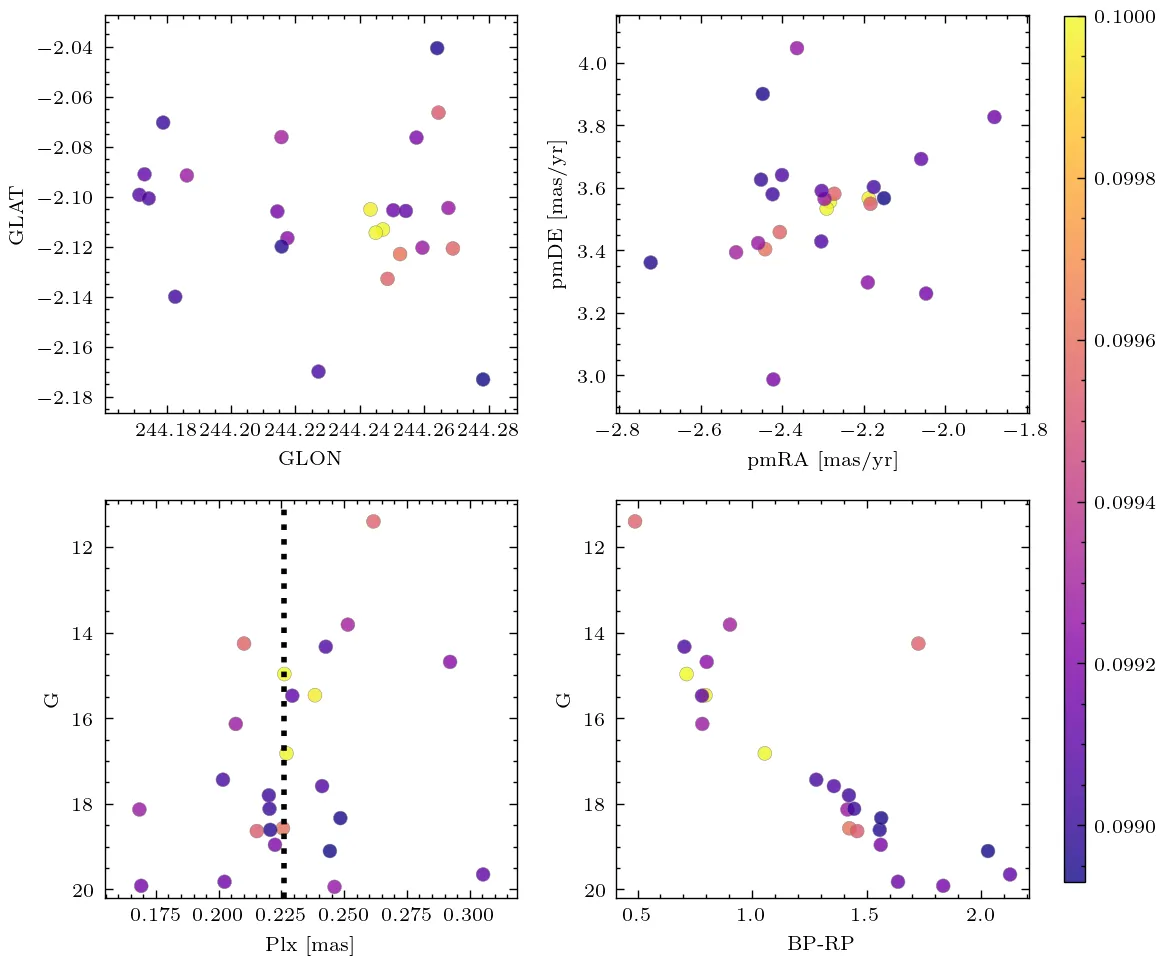 −2.04
−2.06
−2.08
−2.10
−2.12
−2.14
−2.16
−2.18
GLAT
244.18 244.20 244.22 244.24 244.26 244.28
GLON
4.0
3.8
3.6
3.4
3.2
3.0
pmDE [mas/yr]
−2.8 −2.6 −2.4 −2.2 −2.0 −1.8
pmRA [mas/yr]
12
14
16
18
20
G
0.175 0.200 0.225 0.250 0.275 0.300
Plx [mas]
12
14
16
18
20
G
0.5 1.0 1.5 2.0
BP-RP
0.1000
0.0998
0.0996
0.0994
0.0992
0.0990